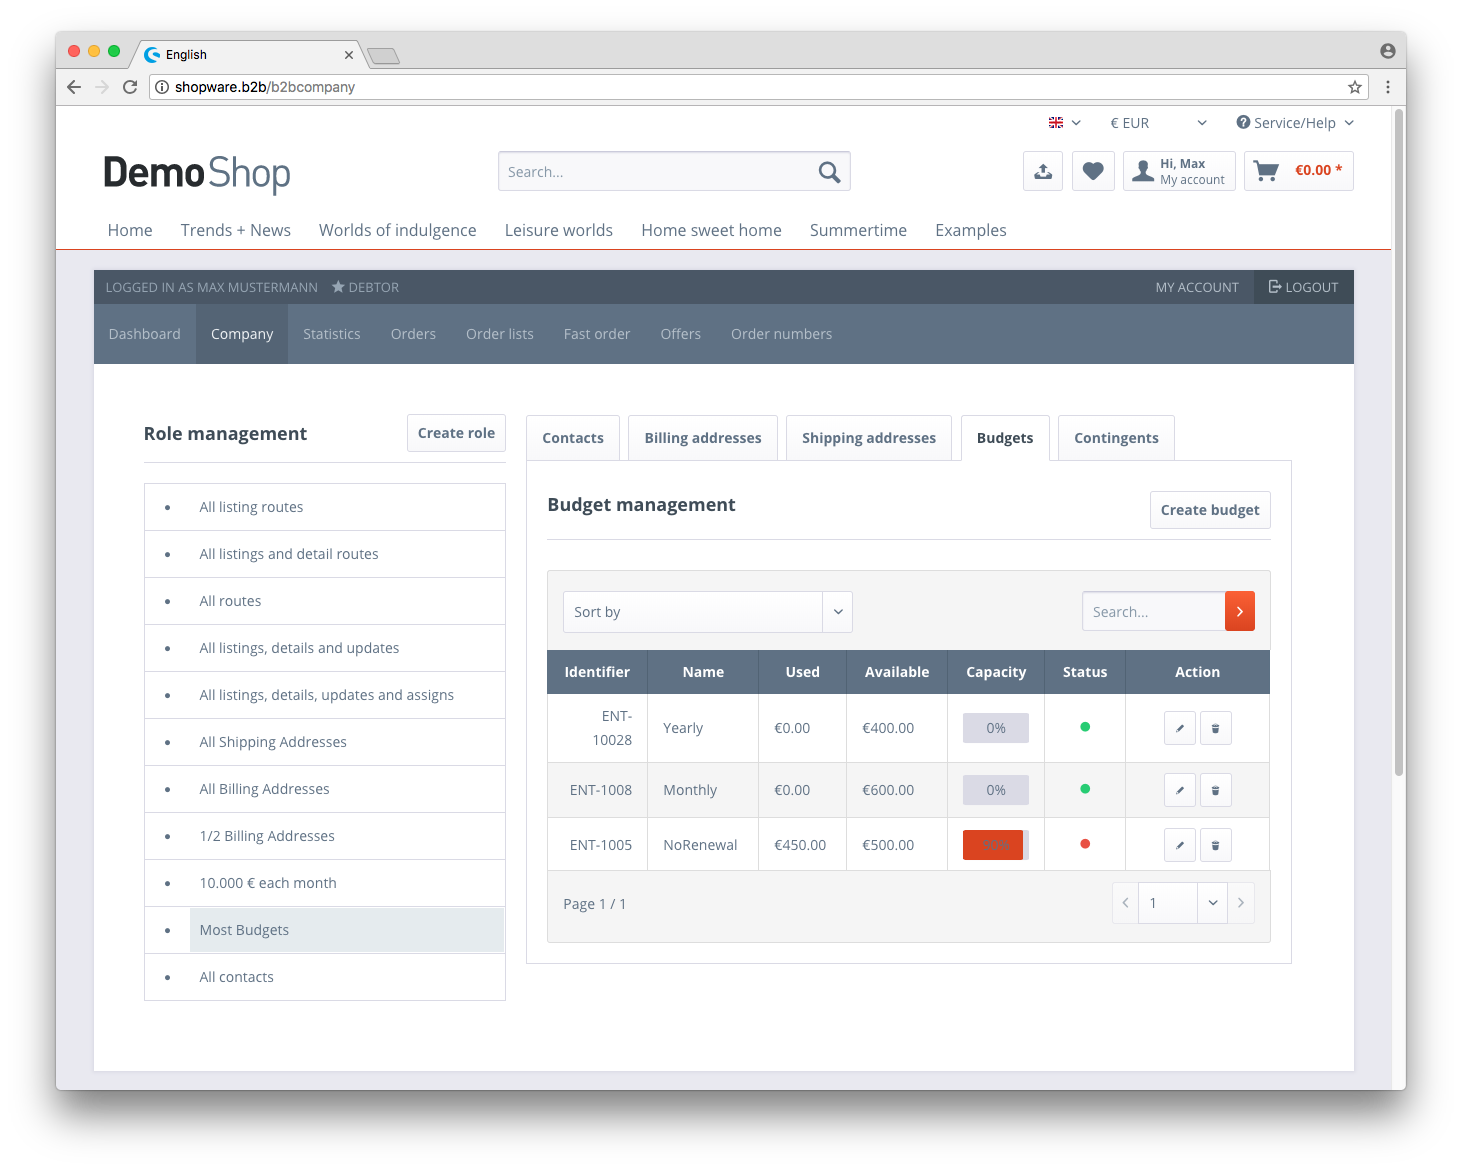 English
shopware.b2b/b2bcompany
€ EUR
Service/Help
DemoShop
Search...
Hi, Max
My account
€0.00 *
Home Trends + News Worlds of indulgence Leisure worlds Home sweet home Summertime Examples
LOGGED IN AS MAX MUSTERMANN DEBTOR MY ACCOUNT LOGOUT
Dashboard Company Statistics Orders Order lists Fast order Offers Order numbers
Role management
Create role
All listing routes
All listings and detail routes
All routes
All listings, details and updates
All listings, details, updates and assigns
All Shipping Addresses
All Billing Addresses
1/2 Billing Addresses
10.000 € each month
Most Budgets
All contacts
Contacts Billing addresses Shipping addresses Budgets Contingents
Budget management
Create budget
Sort by
Search...
Identifier Name Used Available Capacity Status Action
ENT-
10028 Yearly €0.00 €400.00 0%
ENT-1008 Monthly €0.00 €600.00 0%
ENT-1005 NoRenewal €450.00 €500.00 90%
Page 1 / 1
1